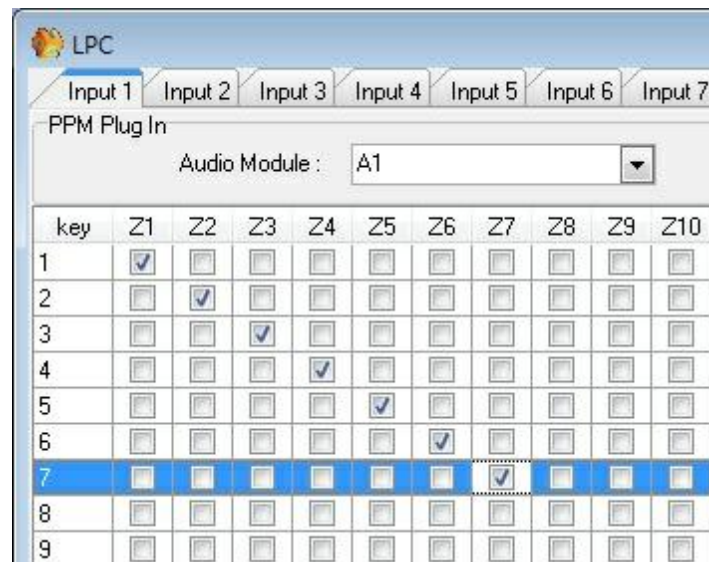 LPC
Input 1 Input 2 Input 3 Input 4 Input 5 Input 6 Input 7
PPM Plug In
Audio Module : A1
key Z1 Z2 Z3 Z4 Z5 Z6 Z7 Z8 Z9 Z10
1
2
3
4
5
6
7
8
9